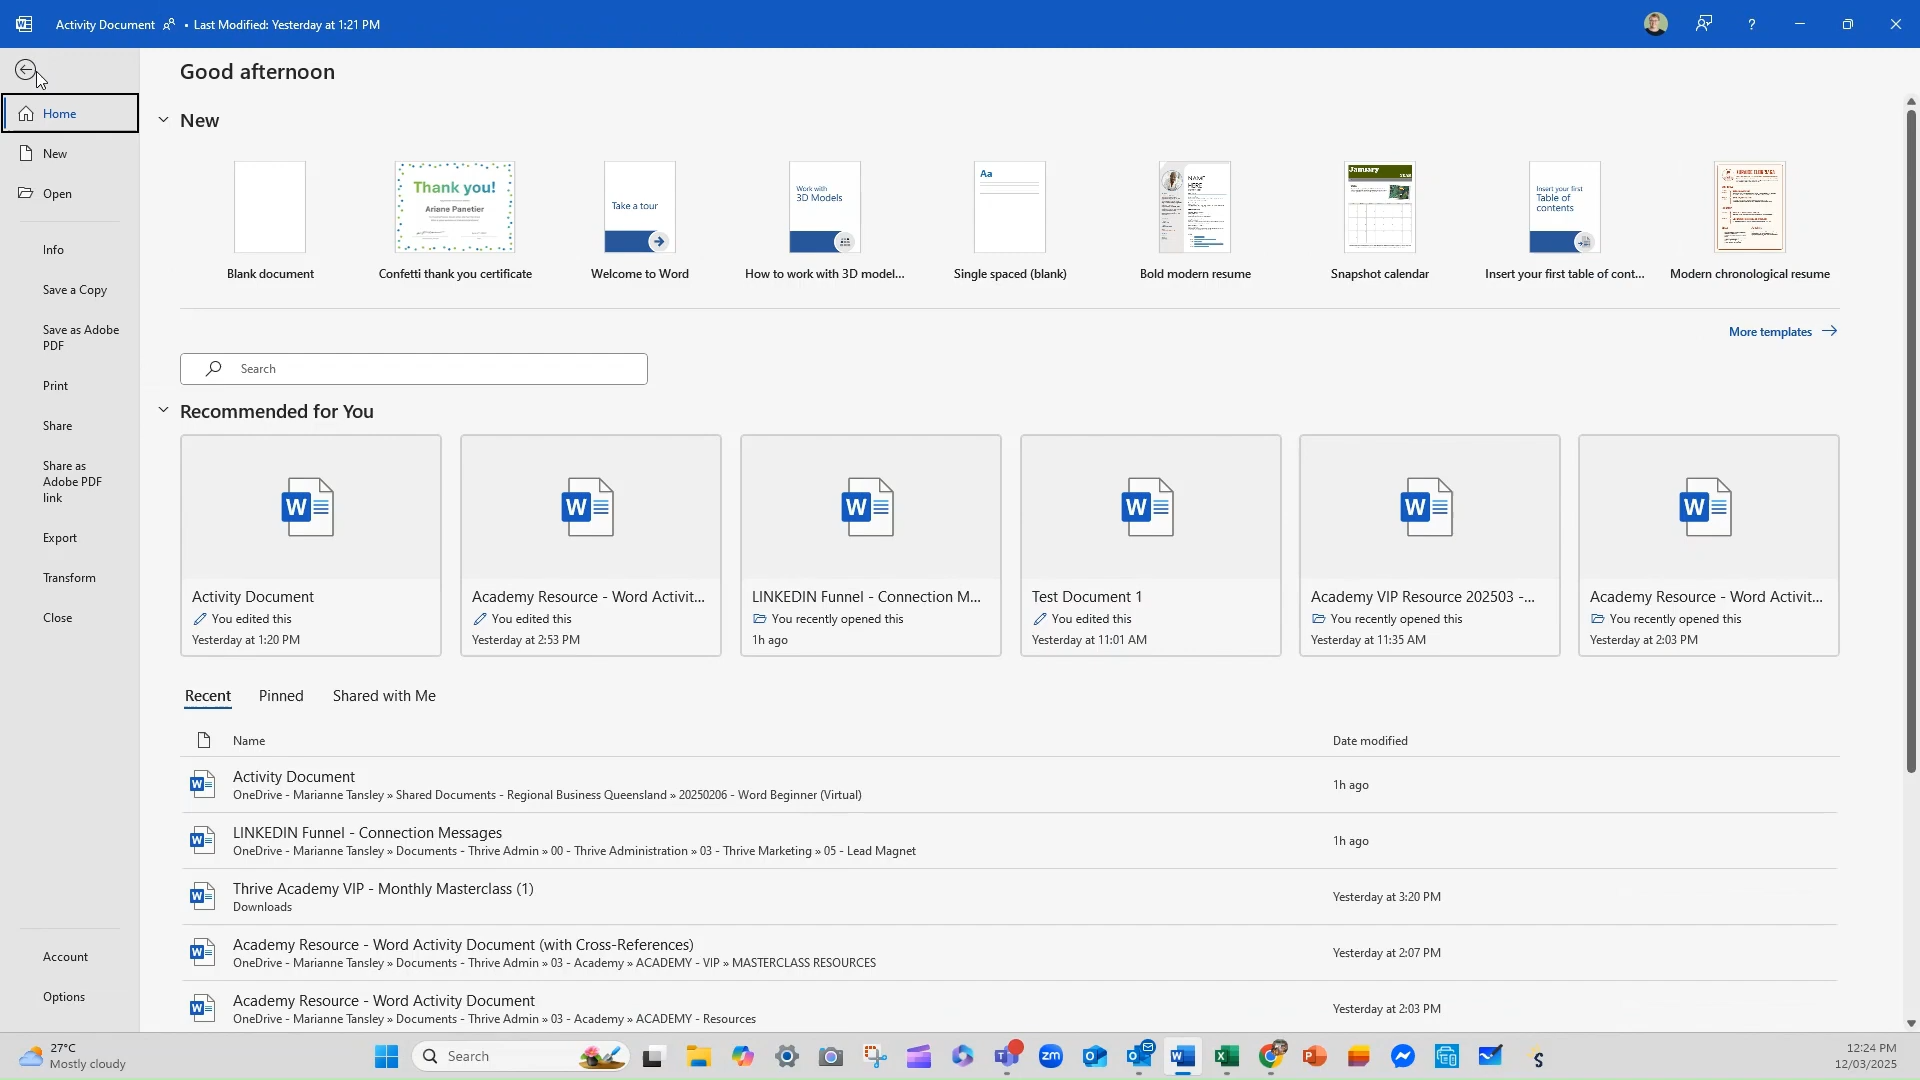 Activity Document • Last Modified: Yesterday at 1:21 PM
?
Good afternoon
Home
New
Open
Info
Save a Copy
Save as Adobe
PDF
Print
Share
Share as
Adobe PDF
link
Export
Transform
Close
Account
Options
New
Thank you!
Ariane Panetier
Take a tour
Work with
3D Models
Aa
NAME
HERE
January
Insert your first
Table of
contents
Blank document
Confetti thank you certificate
Welcome to Word
How to work with 3D model...
Single spaced (blank)
Bold modern resume
Snapshot calendar
Insert your first table of cont...
Modern chronological resume
More templates
Search
Recommended for You
W
W
W
W
W
W
Activity Document
You edited this
Yesterday at 1:20 PM
Academy Resource - Word Activit...
You edited this
Yesterday at 2:53 PM
LINKEDIN Funnel - Connection M...
You recently opened this
1h ago
Test Document 1
You edited this
Yesterday at 11:01 AM
Academy VIP Resource 202503 -...
You recently opened this
Yesterday at 11:35 AM
Academy Resource - Word Activit...
You recently opened this
Yesterday at 2:03 PM
Recent Pinned Shared with Me
Name Date modified
Activity Document
OneDrive - Marianne Tansley » Shared Documents - Regional Business Queensland » 20250206 - Word Beginner (Virtual)
1h ago
LINKEDIN Funnel - Connection Messages
OneDrive - Marianne Tansley » Documents - Thrive Admin » 00 - Thrive Administration » 03 - Thrive Marketing » 05 - Lead Magnet
1h ago
Thrive Academy VIP - Monthly Masterclass (1)
Downloads
Yesterday at 3:20 PM
Academy Resource - Word Activity Document (with Cross-References)
OneDrive - Marianne Tansley » Documents - Thrive Admin » 03 - Academy » ACADEMY - VIP » MASTERCLASS RESOURCES
Yesterday at 2:07 PM
Academy Resource - Word Activity Document
OneDrive - Marianne Tansley » Documents - Thrive Admin » 03 - Academy » ACADEMY - Resources
Yesterday at 2:03 PM
27°C
Mostly cloudy
Search
zm
12:24 PM
12/03/2025